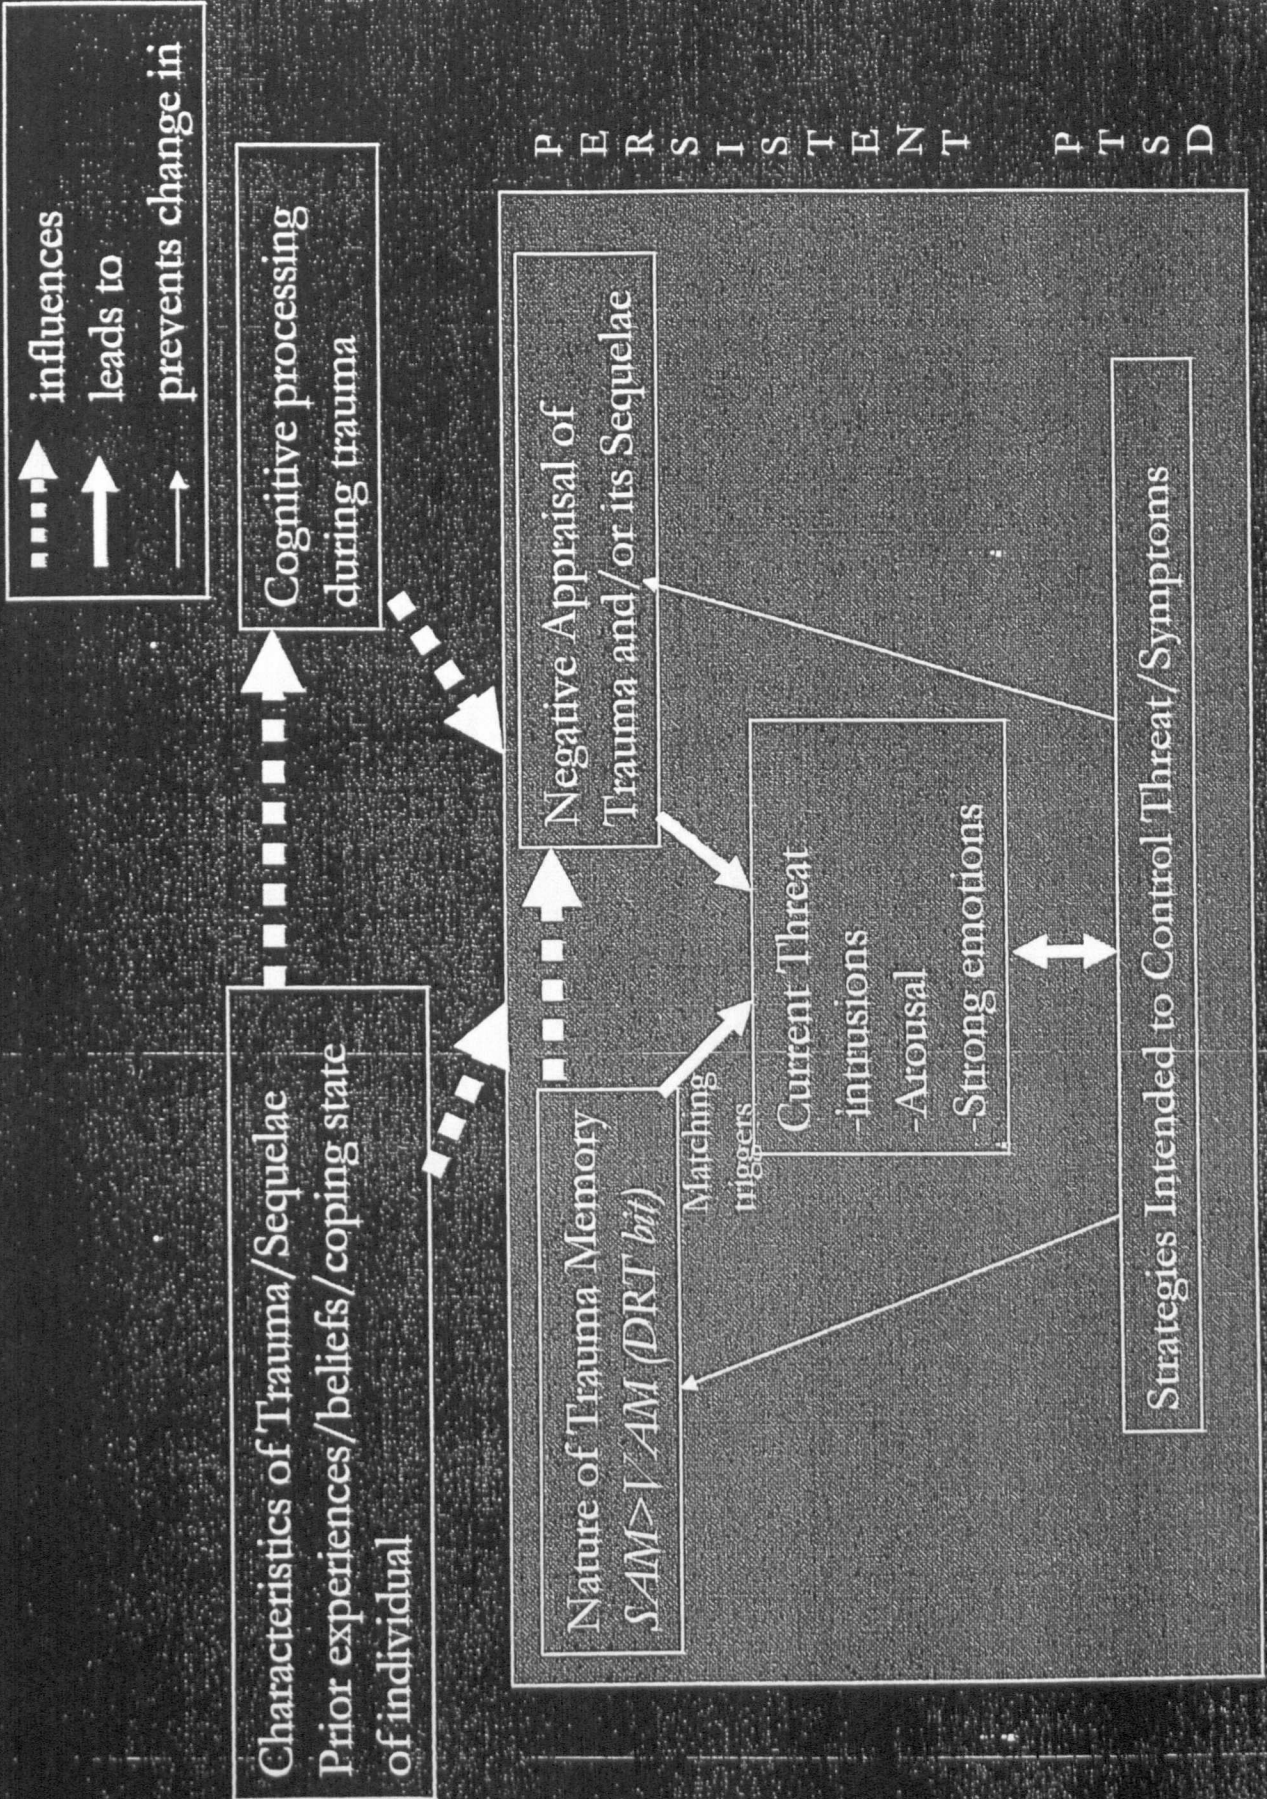 influences
leads to
prevents change in
Characteristics of Trauma/Sequelae
Prior experiences/beliefs/coping state
of individual
Cognitive processing
during trauma
Nature of Trauma Memory
SAM>VAM (DRT bit)
Negative Appraisal of
Trauma and/or its Sequelae
Matching
triggers
Current Threat
-intrusions
-Arousal
-Strong emotions
Strategies Intended to Control Threat/Symptoms
P
E
R
S
I
S
T
E
N
T
P
T
S
D